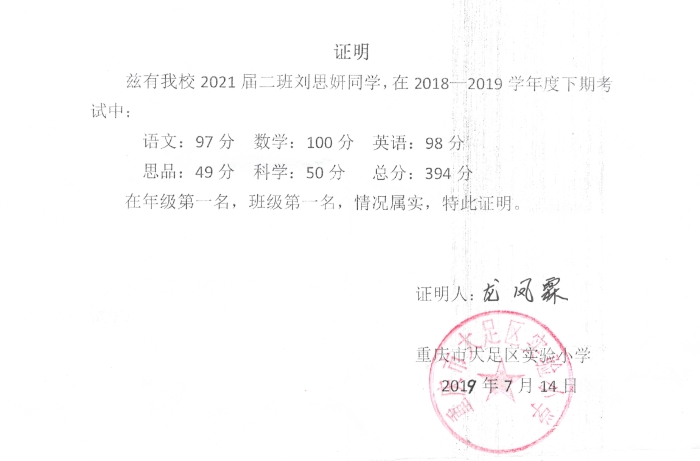 证明
兹有我校 2021 届二班刘思妍同学，在 2018—2019 学年度下期考
试中：
语文：97 分 数学：100 分 英语：98 分
思品：49 分 科学：50 分 总分：394 分
在年级第一名，班级第一名，情况属实，特此证明。
证明人：龙凤霖
重庆市大足区实验小学
2019 年 7 月 14 日
重庆市大足区实验小学